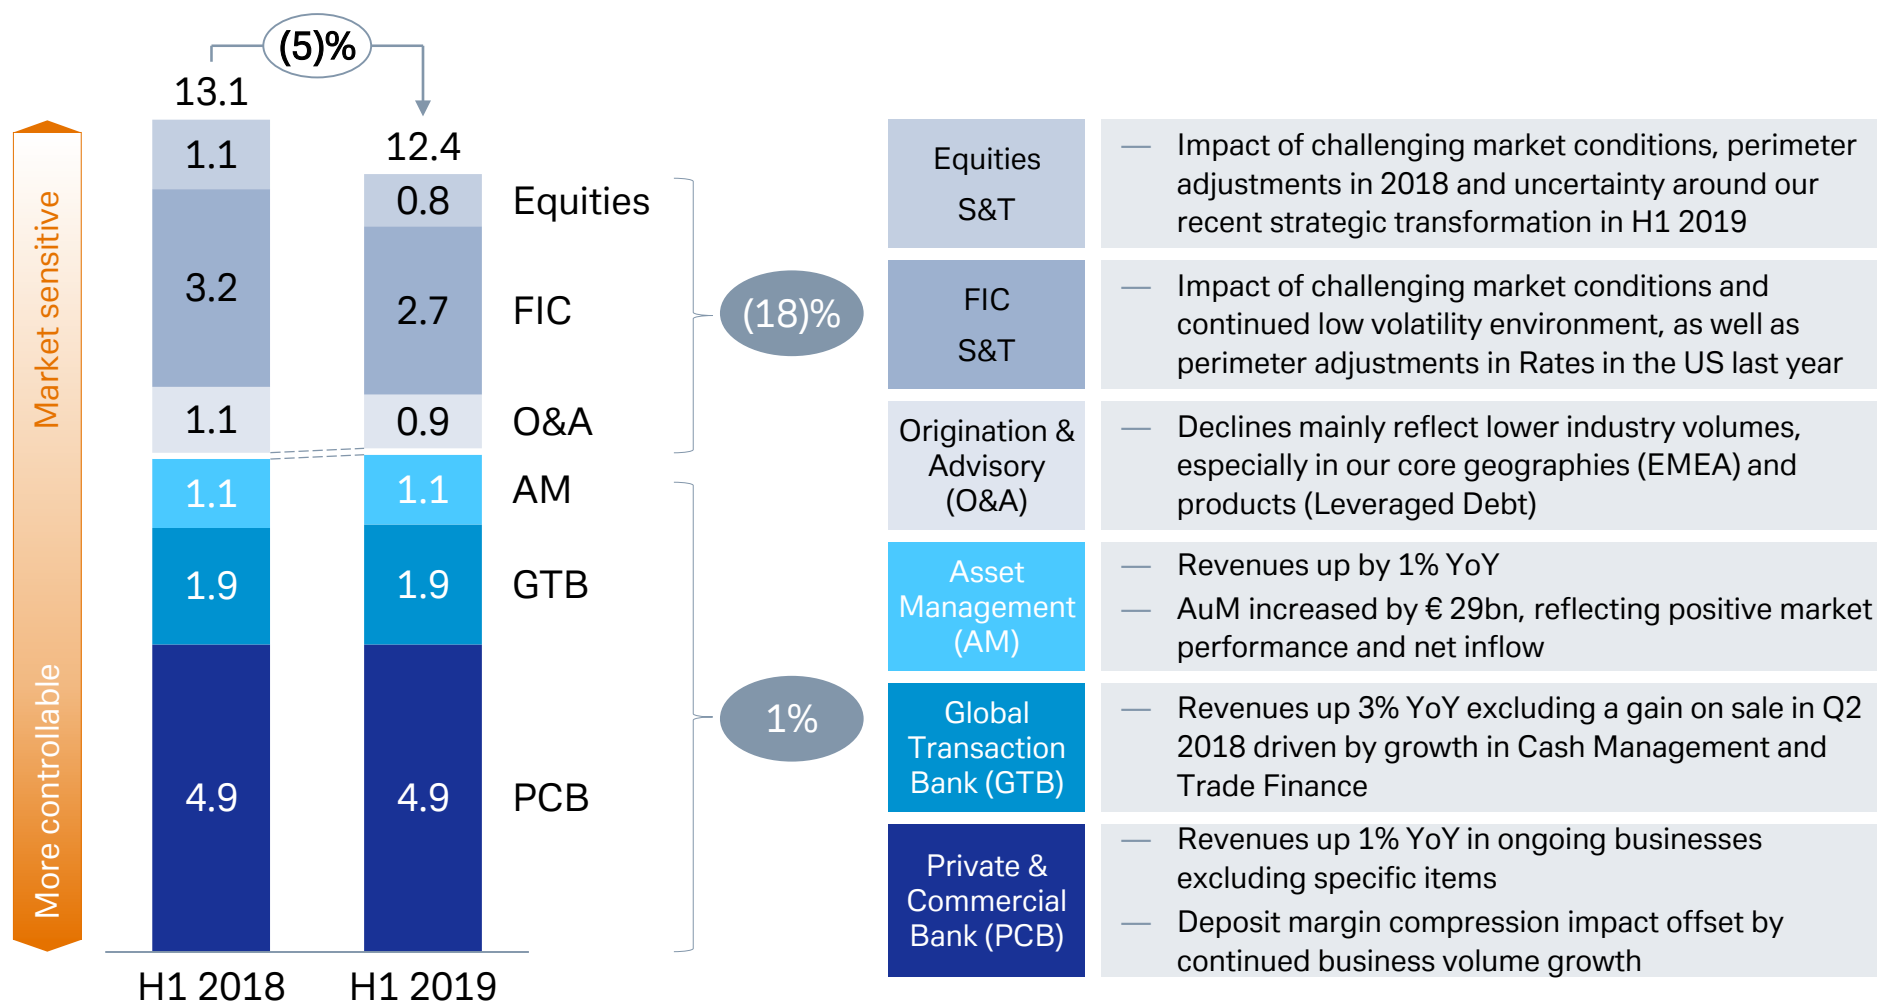 (5)%
13.1
12.4
Market sensitive
More controllable
1.1
3.2
1.1
1.1
1.9
4.9
0.8
2.7
0.9
1.1
1.9
4.9
H1 2018
H1 2019
Equities
FIC
O&A
AM
GTB
PCB
(18)%
1%
Equities
S&T
— Impact of challenging market conditions, perimeter
adjustments in 2018 and uncertainty around our
recent strategic transformation in H1 2019
FIC
S&T
— Impact of challenging market conditions and
continued low volatility environment, as well as
perimeter adjustments in Rates in the US last year
Origination &
Advisory
(O&A)
— Declines mainly reflect lower industry volumes,
especially in our core geographies (EMEA) and
products (Leveraged Debt)
Asset
Management
(AM)
— Revenues up by 1% YoY
— AuM increased by € 29bn, reflecting positive market
performance and net inflow
Global
Transaction
Bank (GTB)
— Revenues up 3% YoY excluding a gain on sale in Q2
2018 driven by growth in Cash Management and
Trade Finance
Private &
Commercial
Bank (PCB)
— Revenues up 1% YoY in ongoing businesses
excluding specific items
— Deposit margin compression impact offset by
continued business volume growth